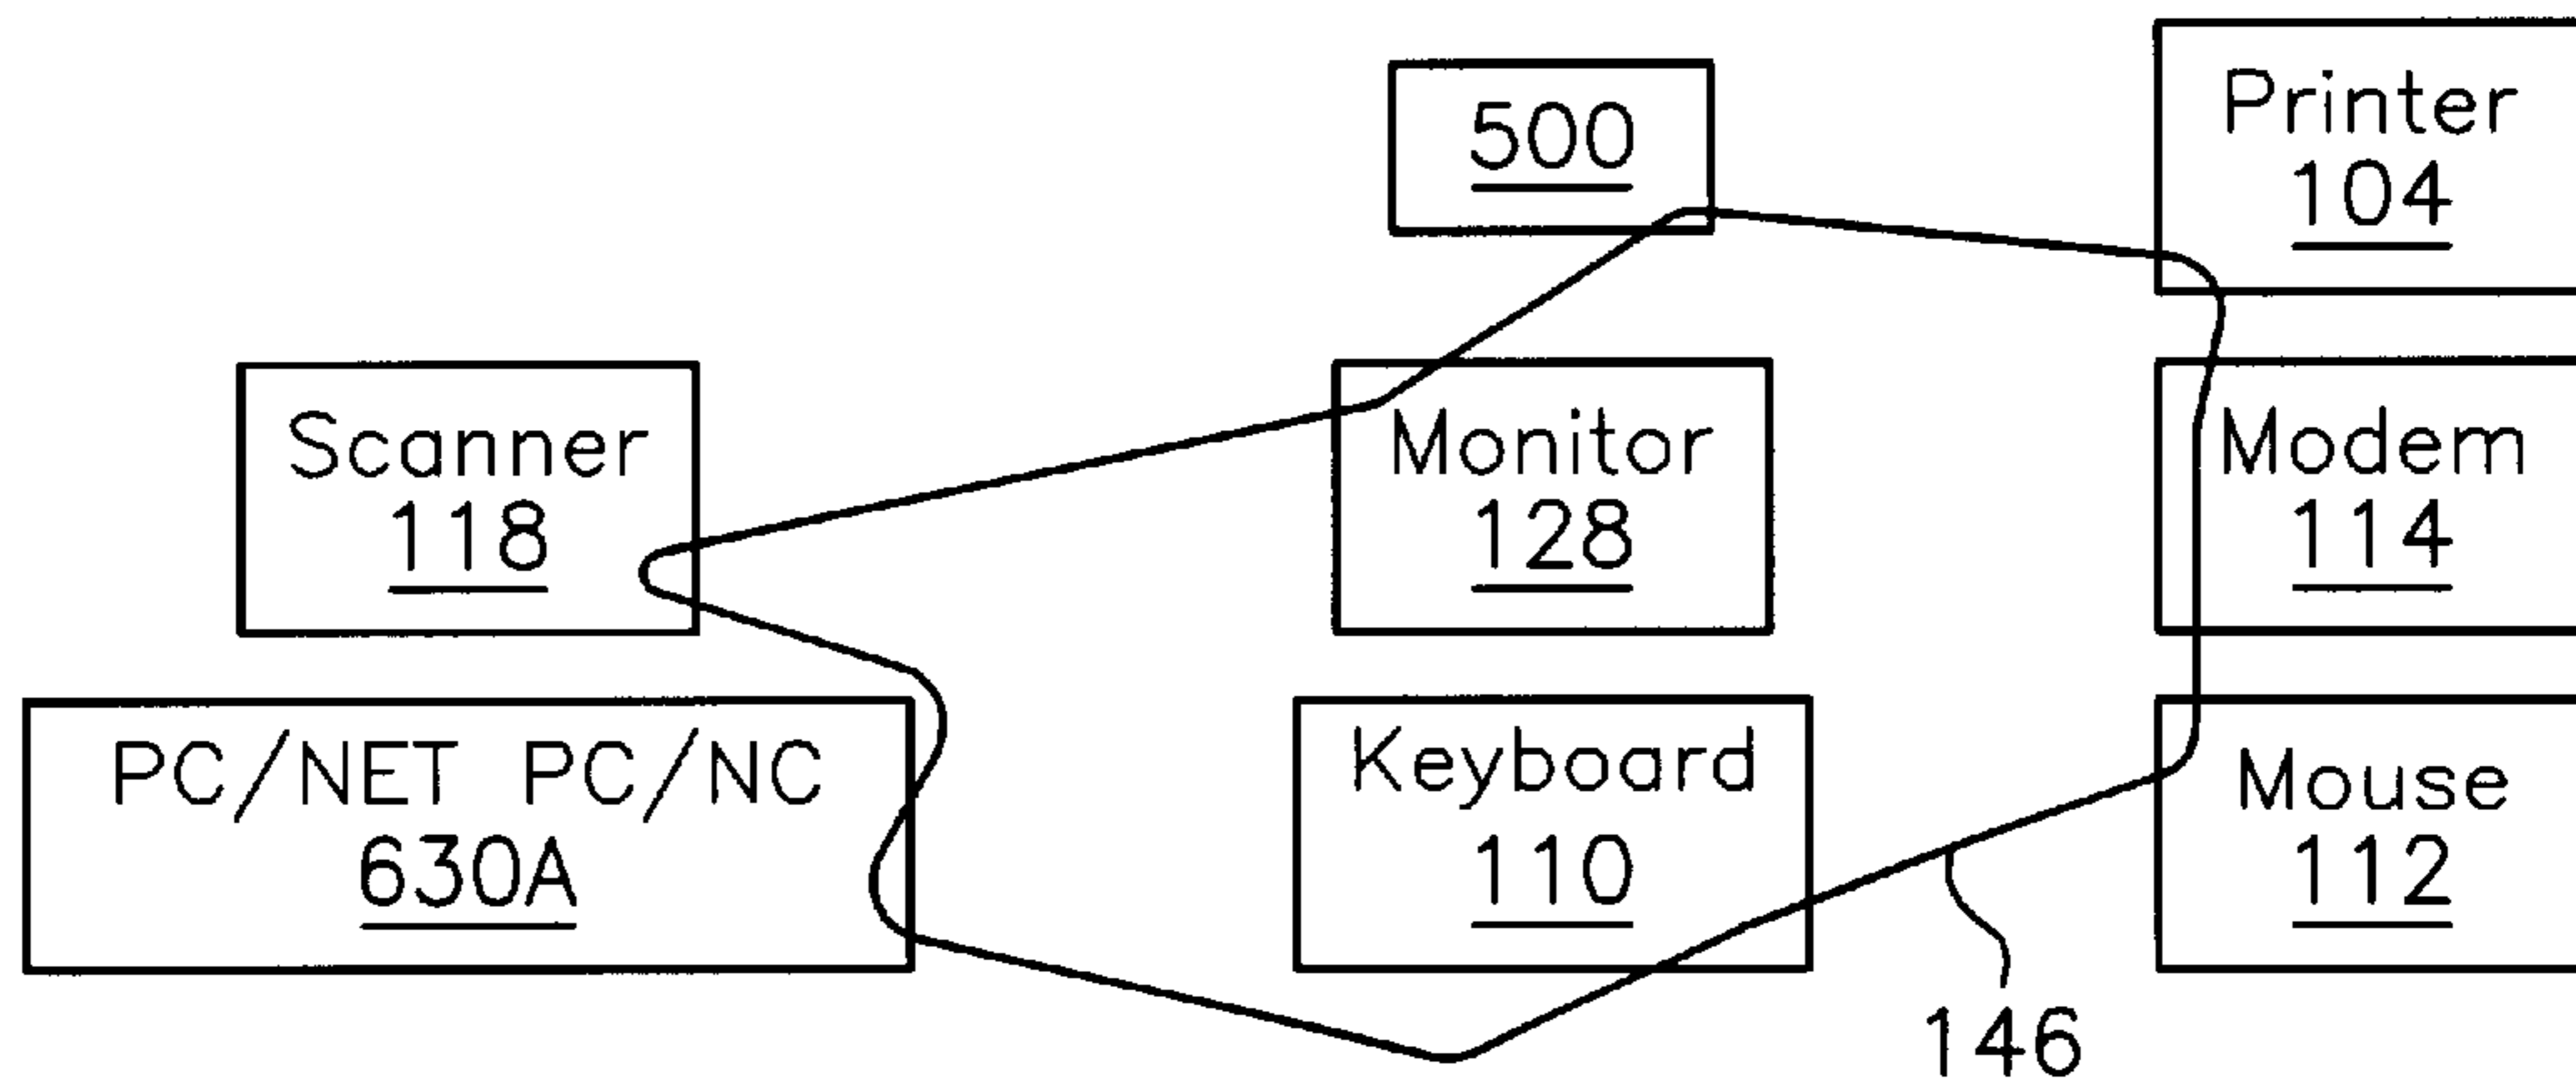 500
Printer
104
Scanner
118
Monitor
128
Modem
114
PC/NET PC/NC
630A
Keyboard
110
Mouse
112
146